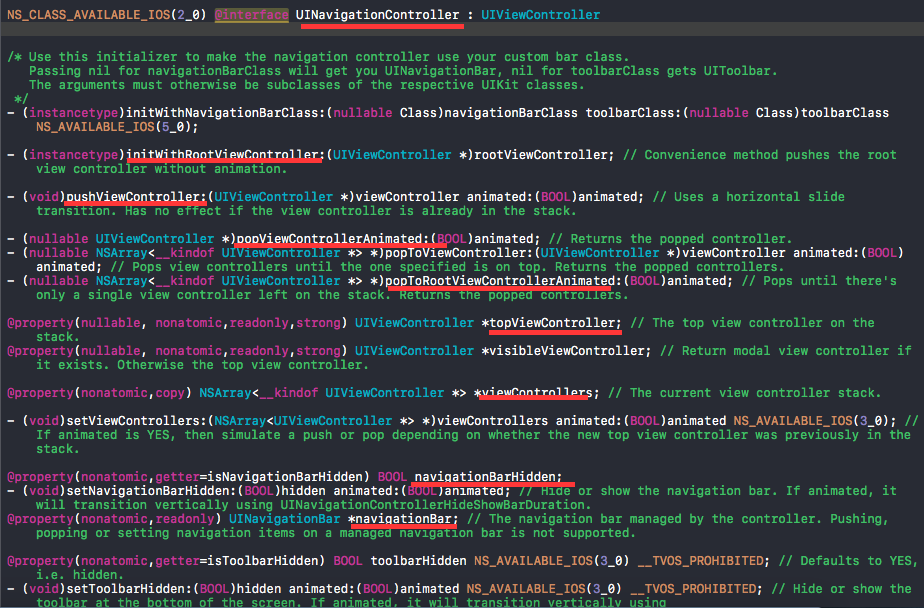 NS_CLASS_AVAILABLE_IOS(2_0) @interface UINavigationController : UIViewController
/* Use this initializer to make the navigation controller use your custom bar class.
Passing nil for navigationBarClass will get you UINavigationBar, nil for toolbarClass gets UIToolbar.
The arguments must otherwise be subclasses of the respective UIKit classes.
*/
- (instancetype)initWithNavigationBarClass:(nullable Class)navigationBarClass toolbarClass:(nullable Class)toolbarClass
NS_AVAILABLE_IOS(5_0);
- (instancetype)initWithRootViewController:(UIViewController *)rootViewController; // Convenience method pushes the root
view controller without animation.
- (void)pushViewController:(UIViewController *)viewController animated:(BOOL)animated; // Uses a horizontal slide
transition. Has no effect if the view controller is already in the stack.
- (nullable UIViewController *)popViewControllerAnimated:(BOOL)animated; // Returns the popped controller.
- (nullable NSArray<__kindof UIViewController *> *)popToViewController:(UIViewController *)viewController animated:(BOOL)
animated; // Pops view controllers until the one specified is on top. Returns the popped controllers.
- (nullable NSArray<__kindof UIViewController *> *)popToRootViewControllerAnimated:(BOOL)animated; // Pops until there's
only a single view controller left on the stack. Returns the popped controllers.
@property(nullable, nonatomic,readonly,strong) UIViewController *topViewController; // The top view controller on the
stack.
@property(nullable, nonatomic,readonly,strong) UIViewController *visibleViewController; // Return modal view controller if
it exists. Otherwise the top view controller.
@property(nonatomic,copy) NSArray<__kindof UIViewController *> *viewControllers; // The current view controller stack.
- (void)setViewControllers:(NSArray<UIViewController *> *)viewControllers animated:(BOOL)animated NS_AVAILABLE_IOS(3_0); //
If animated is YES, then simulate a push or pop depending on whether the new top view controller was previously in the
stack.
@property(nonatomic,getter=isNavigationBarHidden) BOOL navigationBarHidden;
- (void)setNavigationBarHidden:(BOOL)hidden animated:(BOOL)animated; // Hide or show the navigation bar. If animated, it
will transition vertically using UINavigationControllerHideShowBarDuration.
@property(nonatomic,readonly) UINavigationBar *navigationBar; // The navigation bar managed by the controller. Pushing,
popping or setting navigation items on a managed navigation bar is not supported.
@property(nonatomic,getter=isToolbarHidden) BOOL toolbarHidden NS_AVAILABLE_IOS(3_0) __TVOS_PROHIBITED; // Defaults to YES,
i.e. hidden.
- (void)setToolbarHidden:(BOOL)hidden animated:(BOOL)animated NS_AVAILABLE_IOS(3_0) __TVOS_PROHIBITED; // Hide or show the
toolbar at the bottom of the screen. If animated, it will transition vertically using